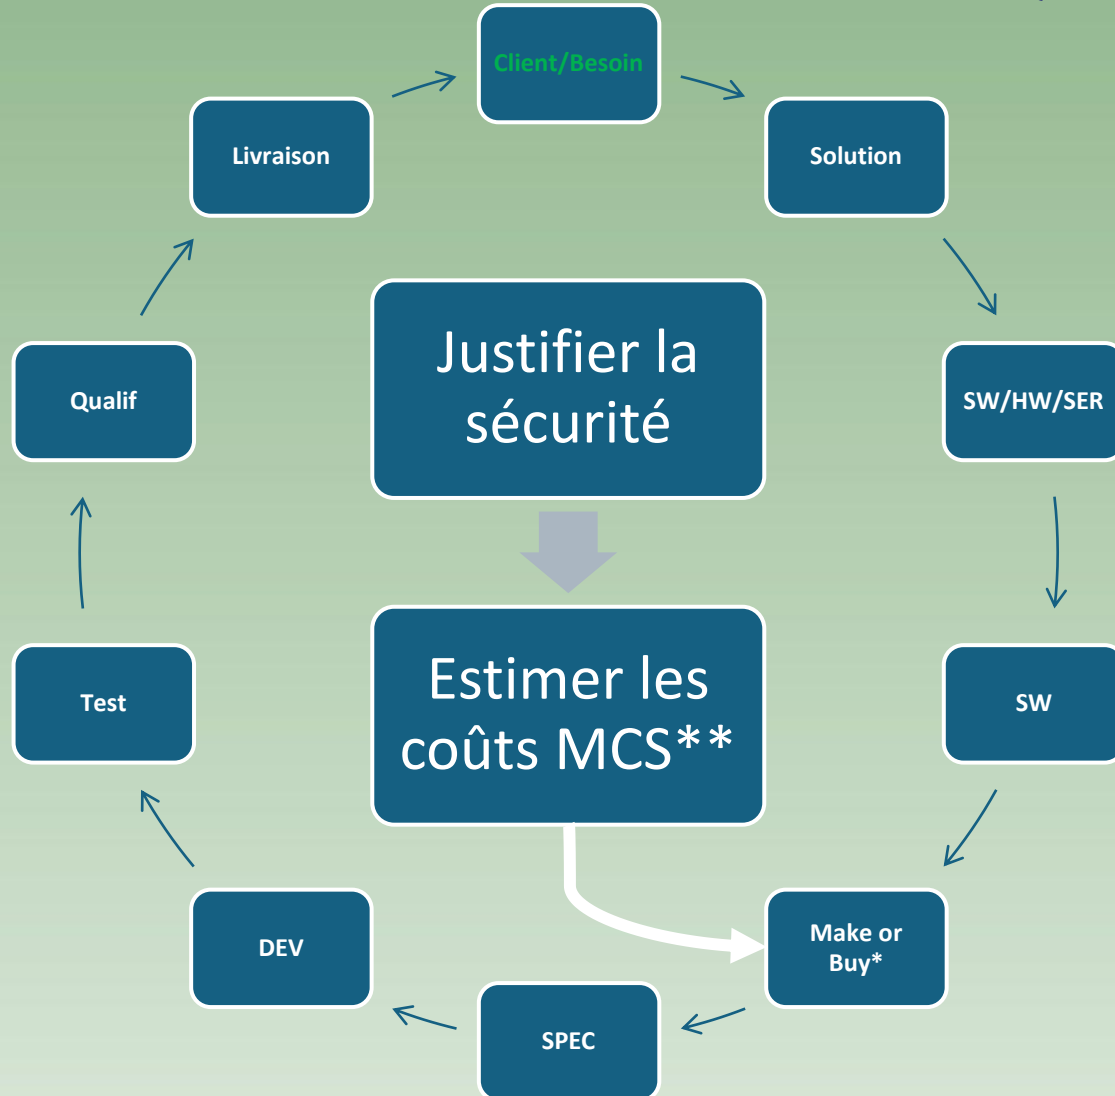 Client/Besoin
Livraison
Solution
Justifier la
sécurité
Qualif
SW/HW/SER
Estimer les
coûts MCS**
Test
SW
DEV
Make or
Buy*
SPEC